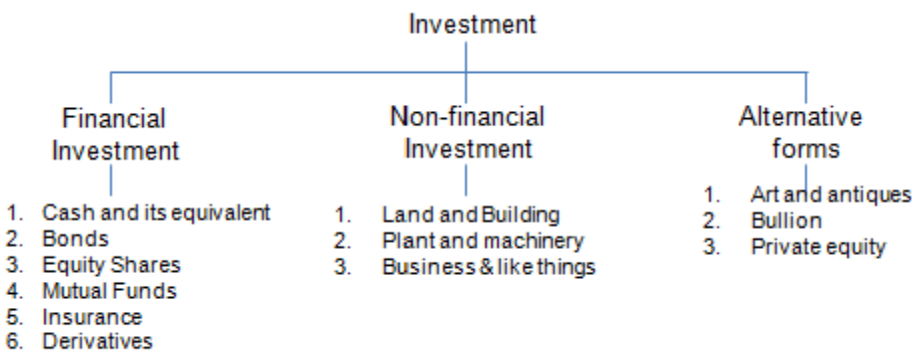 Investment
Financial
Investment
1. Cash and its equivalent
2. Bonds
3. Equity Shares
4. Mutual Funds
5. Insurance
6. Derivatives
Non-financial
Investment
1. Land and Building
2. Plant and machinery
3. Business & like things
Alternative
forms
1. Art and antiques
2. Bullion
3. Private equity